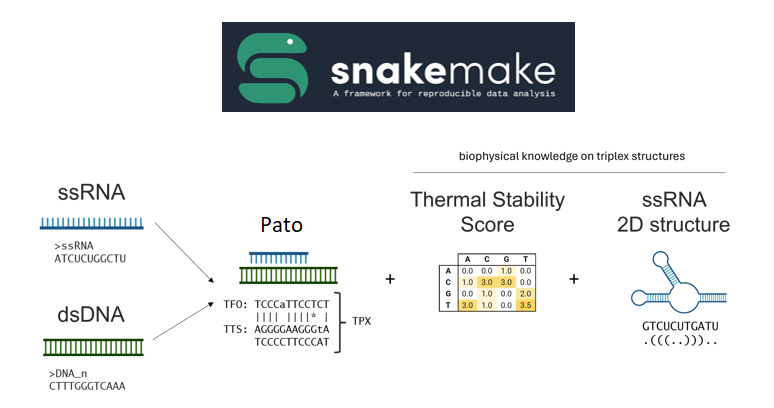 snakemake
A framework for reproducible data analysis
biophysical knowledge on triplex structures
ssRNA
>ssRNA
ATCUCUGGCTU
dsDNA
>DNA_n
CTTTGGGTCAAA
Pato
TFO: TCCCaTTCCTCT
|||| ||||* |
TTS: AGGGGAAGGGtA
TCCCCTTCCCAT
TPX
+
Thermal Stability
Score
A C G T
A 0.0 0.0 1.0 0.0
C 1.0 3.0 3.0 0.0
G 0.0 1.0 0.0 2.0
T 3.0 1.0 0.0 3.5
+
ssRNA
2D structure
GTCUCUTGATU
.(((..)))..